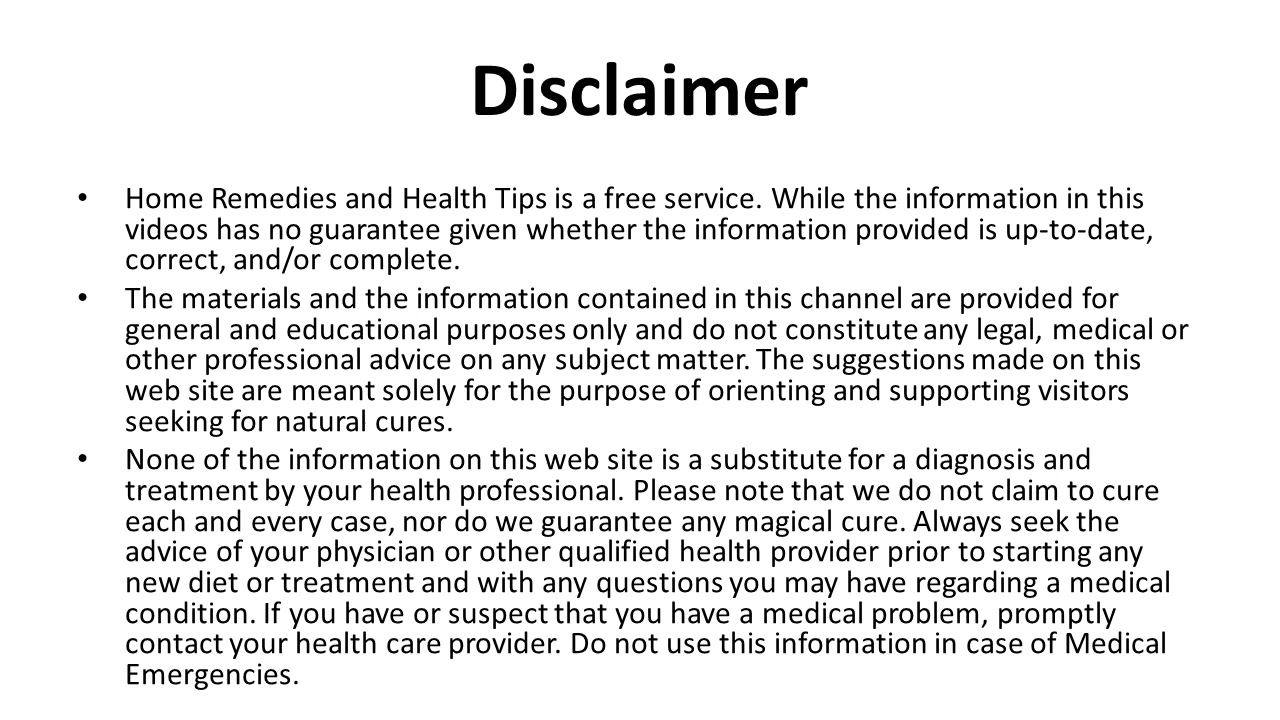 Disclaimer
• Home Remedies and Health Tips is a free service. While the information in this
videos has no guarantee given whether the information provided is up-to-date,
correct, and/or complete.
• The materials and the information contained in this channel are provided for
general and educational purposes only and do not constitute any legal, medical or
other professional advice on any subject matter. The suggestions made on this
web site are meant solely for the purpose of orienting and supporting visitors
seeking for natural cures.
• None of the information on this web site is a substitute for a diagnosis and
treatment by your health professional. Please note that we do not claim to cure
each and every case, nor do we guarantee any magical cure. Always seek the
advice of your physician or other qualified health provider prior to starting any
new diet or treatment and with any questions you may have regarding a medical
condition. If you have or suspect that you have a medical problem, promptly
contact your health care provider. Do not use this information in case of Medical
Emergencies.